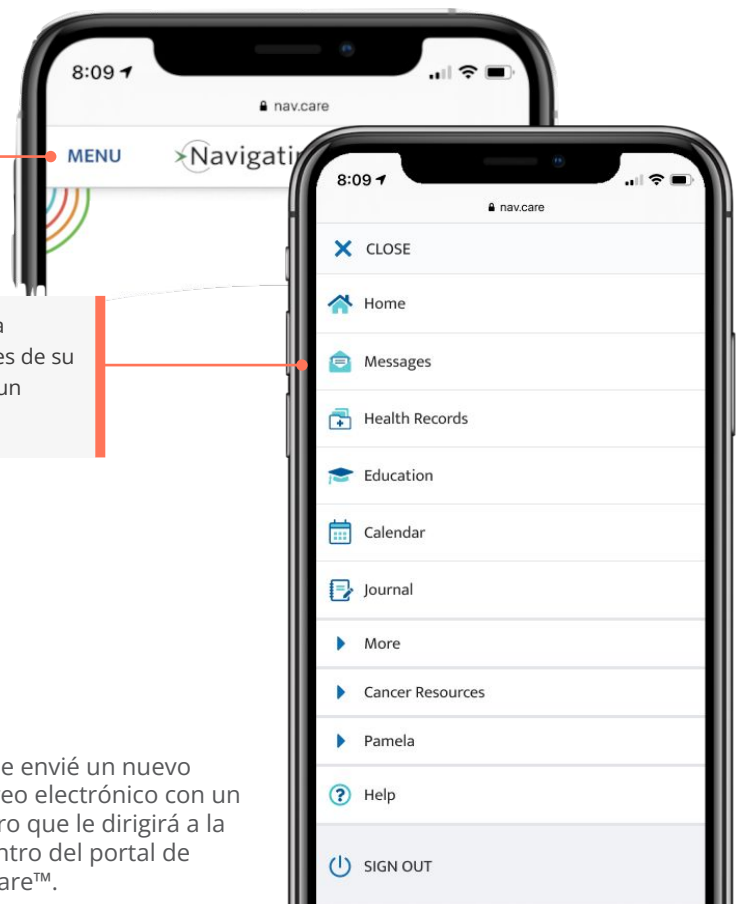 8:09
nav.care
MENU
Navigati
8:09
nav.care
CLOSE
Home
Messages
Health Records
Education
Calendar
Journal
More
Cancer Resources
Pamela
Help
SIGN OUT
a
es de su
un
e envié un nuevo
eo electrónico con un
ro que le dirigirá a la
ntro del portal de
are™.